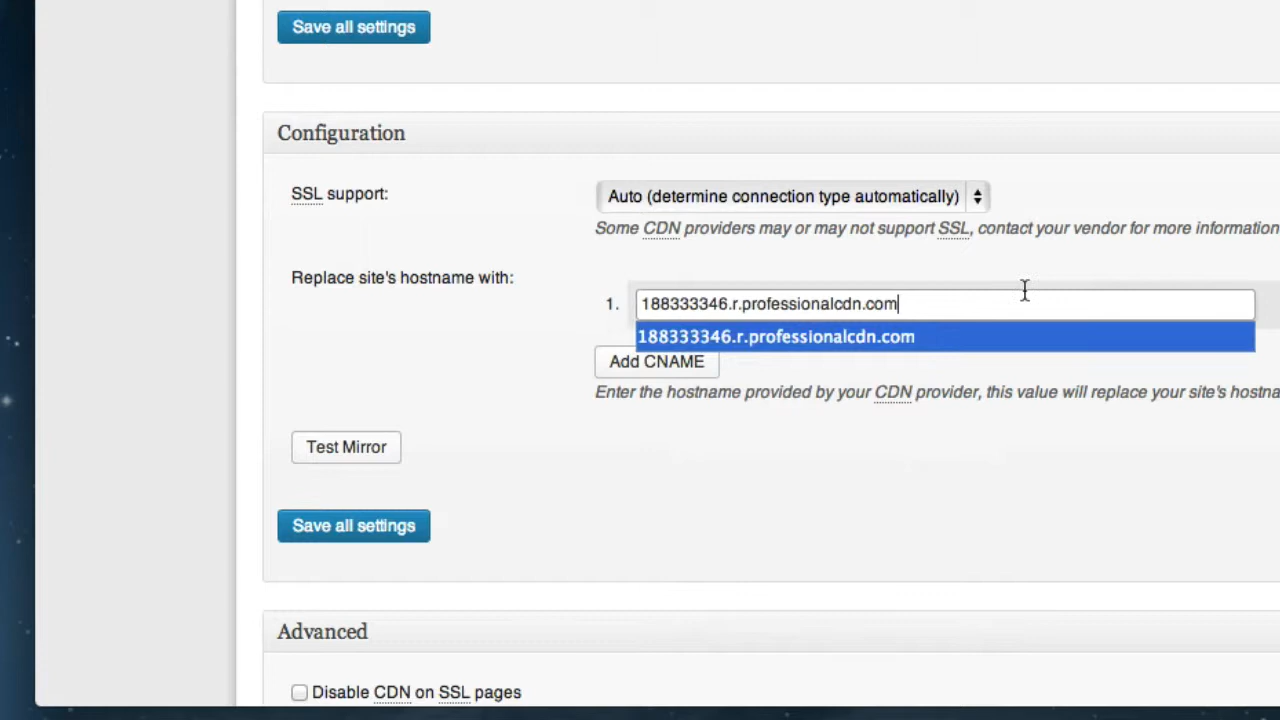 Save all settings
Configuration
SSL support:
Auto (determine connection type automatically)
Some CDN providers may or may not support SSL, contact your vendor for more information
Replace site's hostname with:
1.
188333346.r.professionalcdn.com
188333346.r.professionalcdn.com
Add CNAME
Enter the hostname provided by your CDN provider, this value will replace your site's hostna
Test Mirror
Save all settings
Advanced
Disable CDN on SSL pages